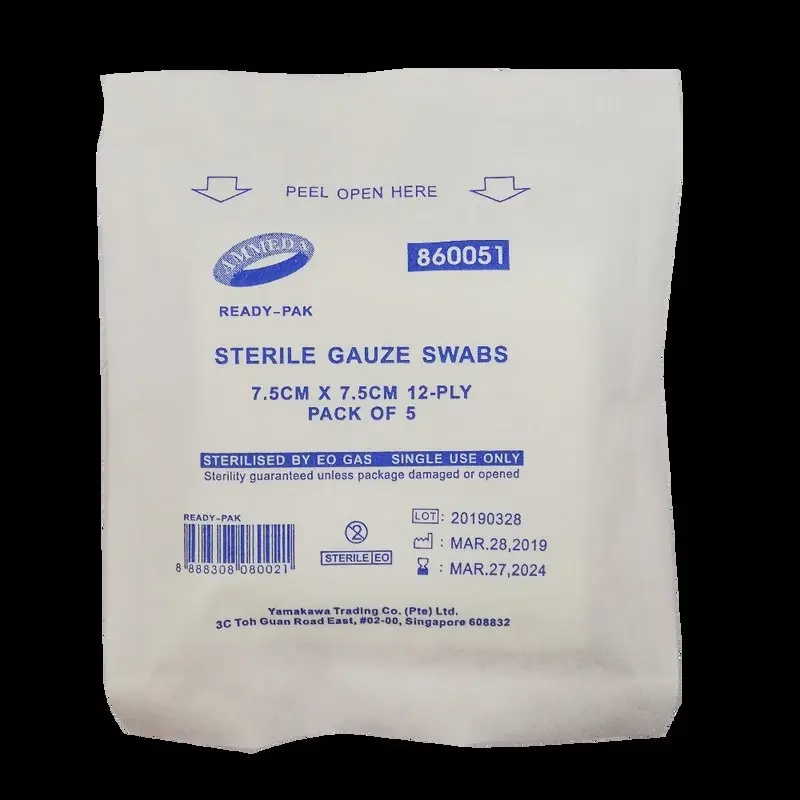 PEEL OPEN HERE
AMMEDA
860051
READY-PAK
STERILE GAUZE SWABS
7.5CM X 7.5CM 12-PLY
PACK OF 5
STERILISED BY EO GAS SINGLE USE ONLY
Sterility guaranteed unless package damaged or opened
READY-PAK
8 888308 080021
2
STERILE EO
LOT: 20190328
: MAR.28,2019
: MAR.27,2024
Yamakawa Trading Co. (Pte) Ltd.
3C Toh Guan Road East, #02-00, Singapore 608832